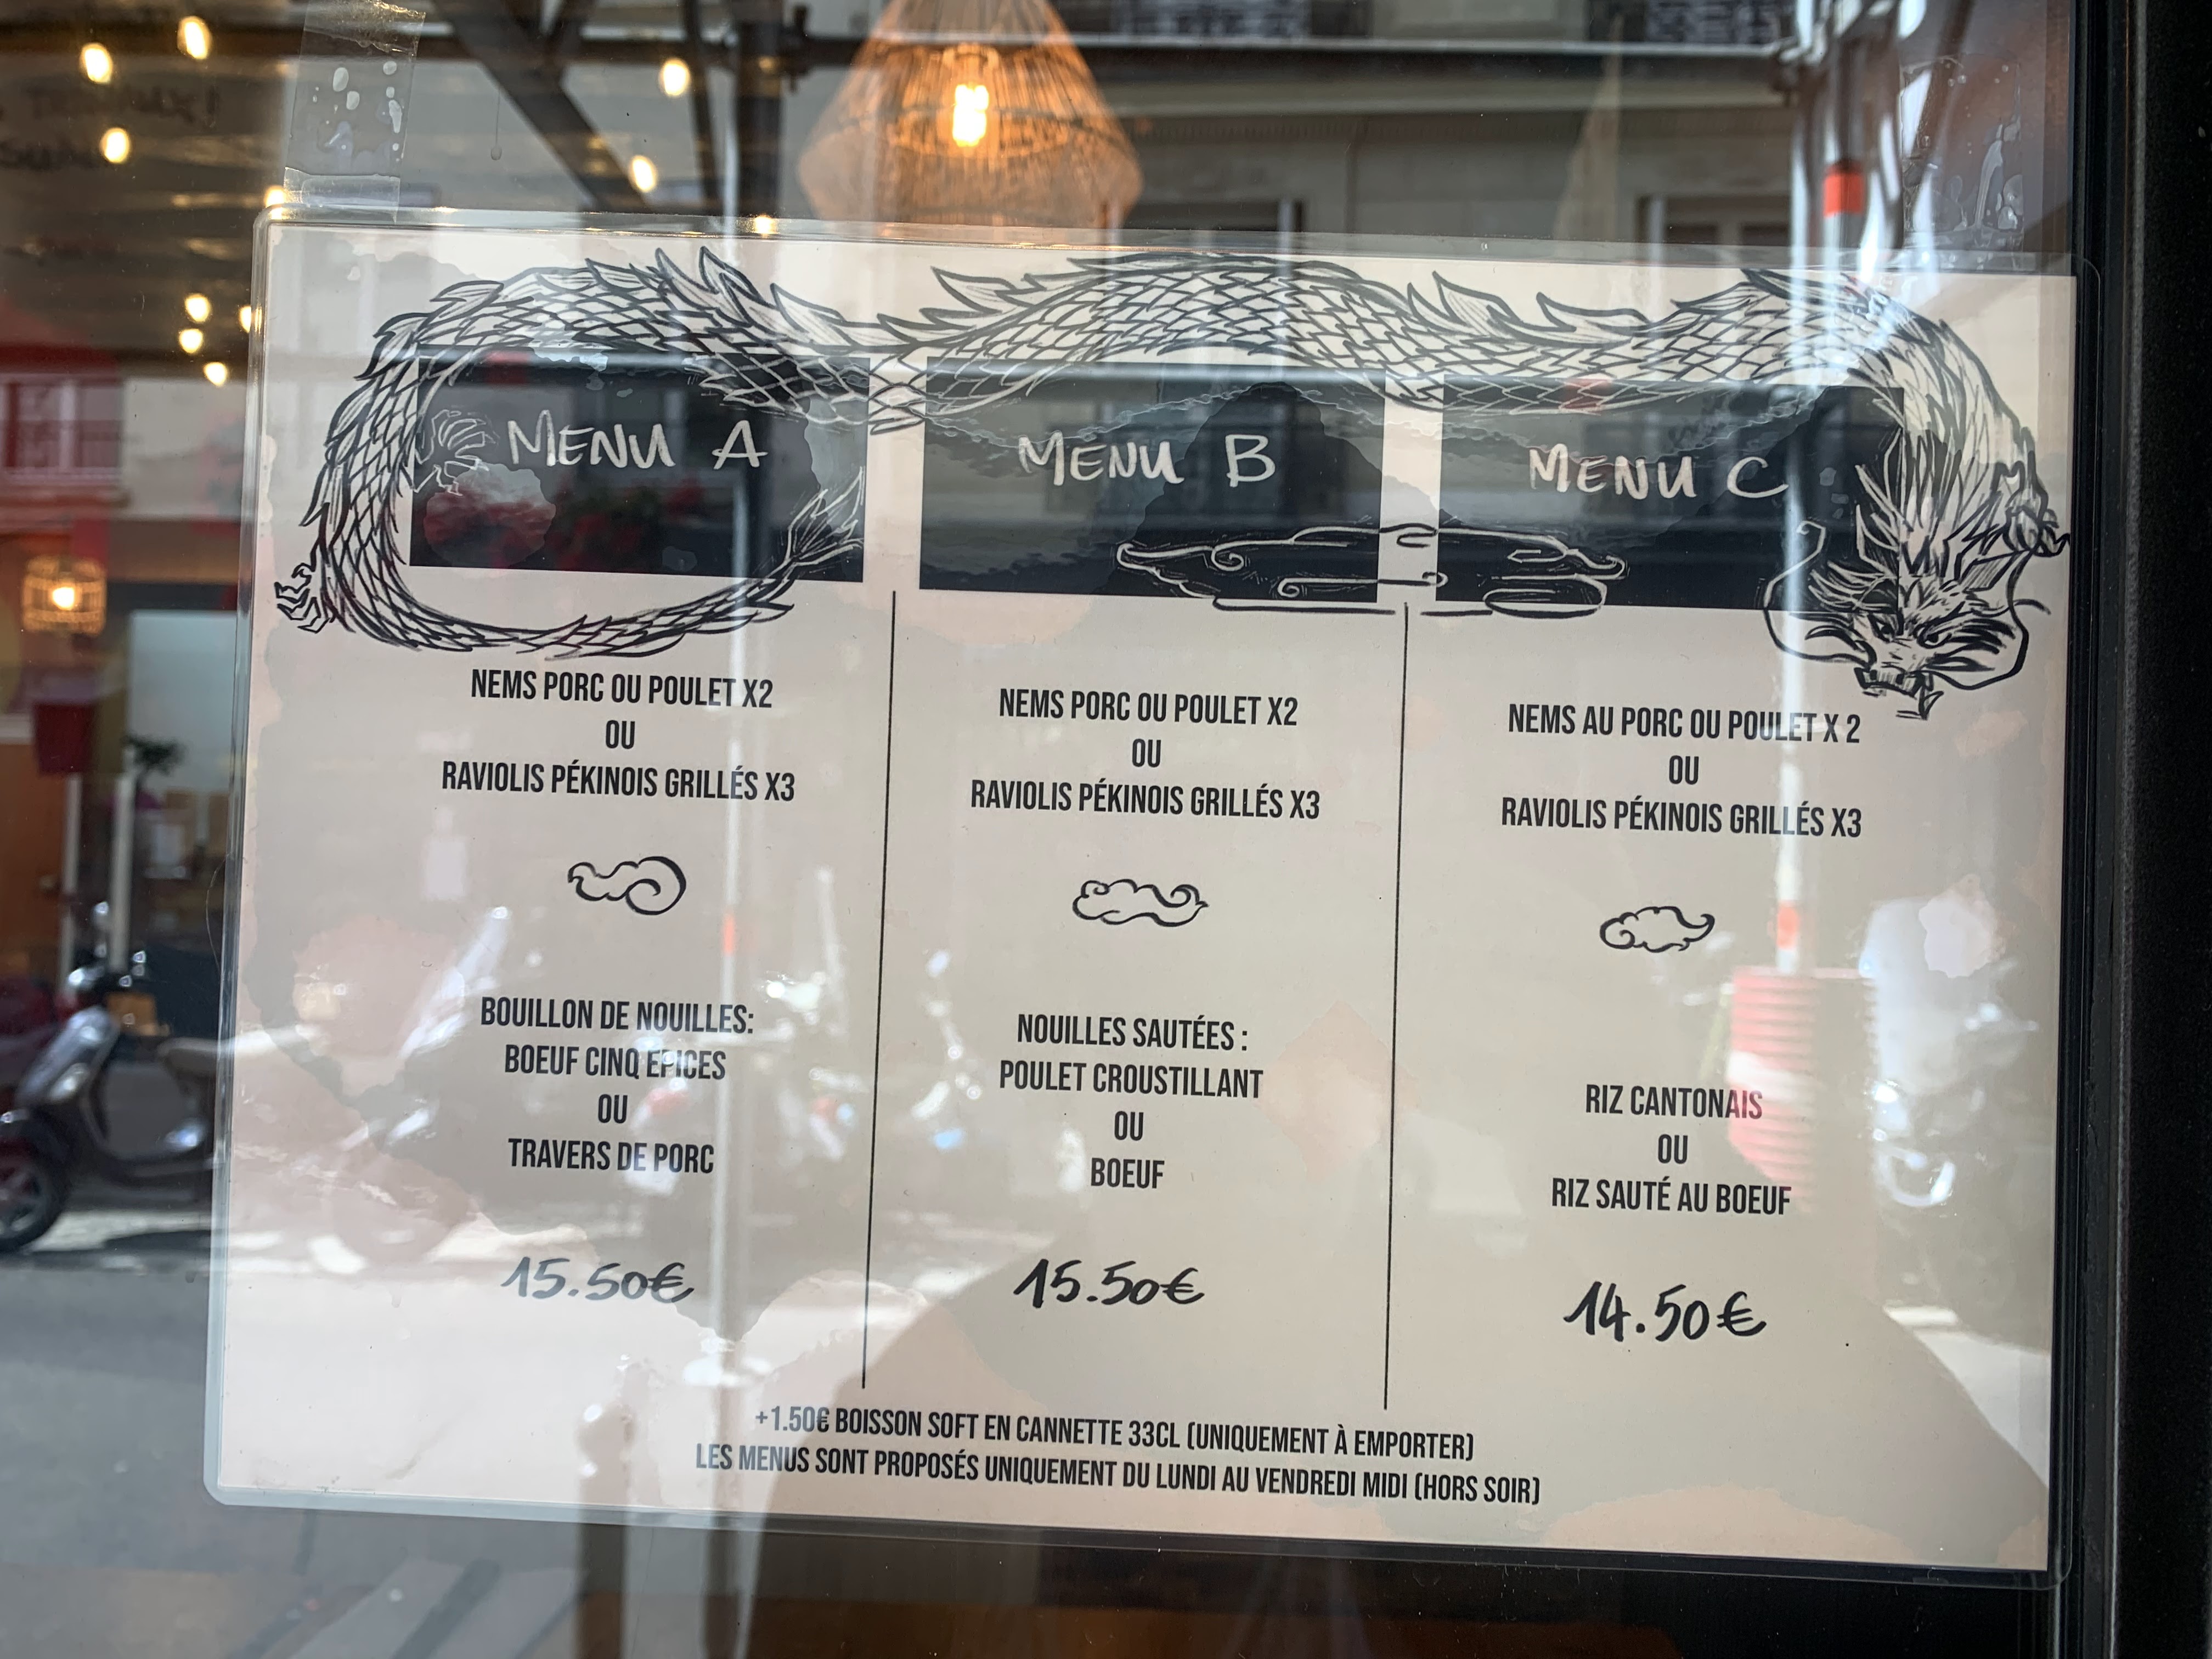 MENU A
NEMS PORC OU POULET X2
OU
RAVIOLIS PÉKINOIS GRILLÉS X3
BOUILLON DE NOUILLES:
BOEUF CINQ EPICES
OU
TRAVERS DE PORC
15.50€
MENU B
NEMS PORC OU POULET X2
OU
RAVIOLIS PÉKINOIS GRILLÉS X3
NOUILLES SAUTÉES :
POULET CROUSTILLANT
OU
BOEUF
15.50€
MENU C
NEMS AU PORC OU POULET X 2
OU
RAVIOLIS PÉKINOIS GRILLÉS X3
RIZ CANTONAIS
OU
RIZ SAUTÉ AU BOEUF
14.50€
+1.50€ BOISSON SOFT EN CANNETTE 33CL (UNIQUEMENT À EMPORTER)
LES MENUS SONT PROPOSÉS UNIQUEMENT DU LUNDI AU VENDREDI MIDI (HORS SOIR)